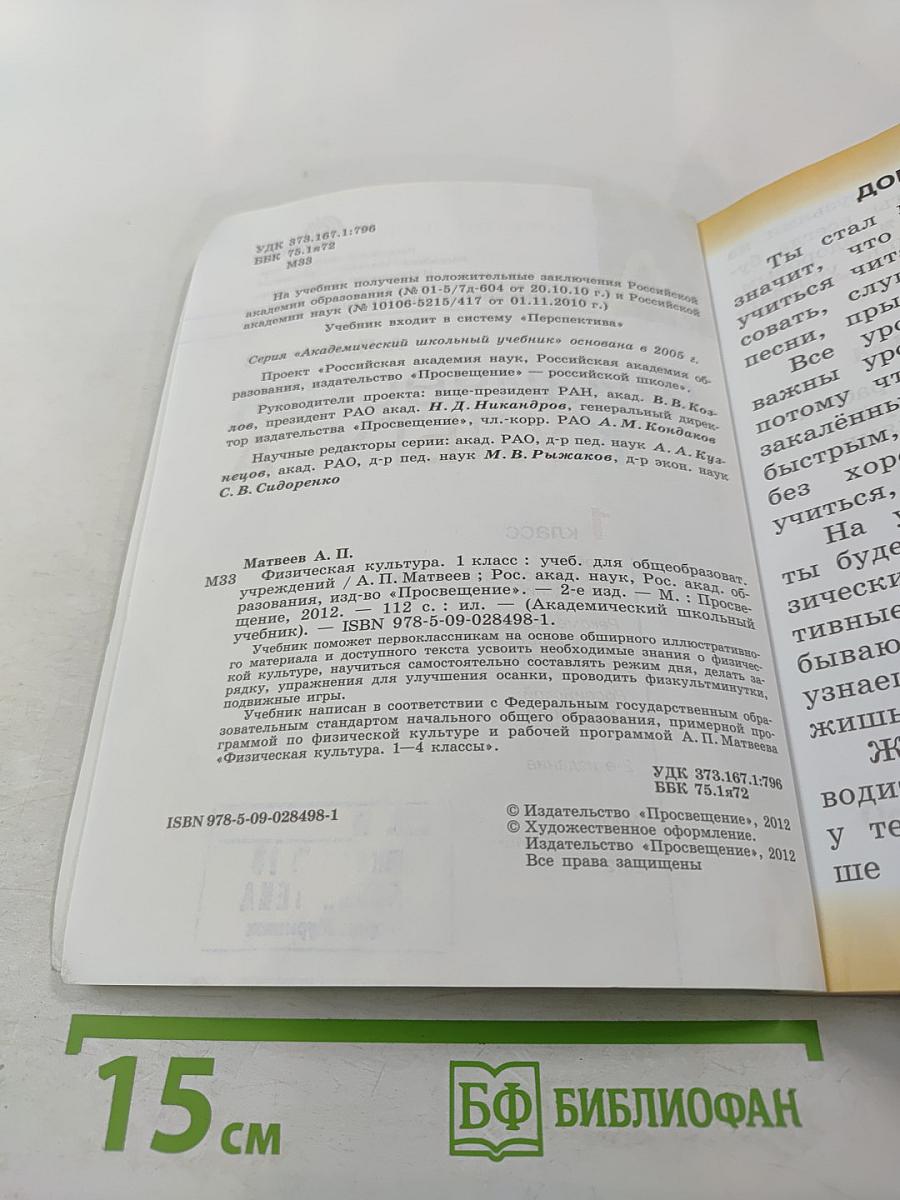 УДК 373.167.1:796
ББК 75.1я72
М33
На учебник получены положительные заключения Российской
академии образования (№ 01-5/7д-604 от 20.10.10 г.) и Российской
академии наук (№ 10106-5215/417 от 01.11.2010 г.)
Учебник входит в систему «Перспектива»
Серия «Академический школьный учебник» основана в 2005 г.
Проект «Российская академия наук, Российская академия об-
разования, издательство «Просвещение» — российской школе».
Руководители проекта: вице-президент РАН, акад. В. В. Коз-
лов, президент РАО акад. Н. Д. Никандров, генеральный дирек-
тор издательства «Просвещение», чл.-корр. РАО А. М. Кондаков
Научные редакторы серии: акад. РАО, д-р пед. наук А. А. Куз-
нецов, акад. РАО, д-р пед. наук М. В. Рыжаков, д-р экон. наук
С. В. Сидоренко
Матвеев А. П.
М33 Физическая культура. 1 класс : учеб. для общеобразоват.
учреждений / А. П. Матвеев ; Рос. акад. наук, Рос. акад. об-
разования, изд-во «Просвещение». — 2-е изд. — М. : Просве-
щение, 2012. — 112 с. : ил. — (Академический школьный
учебник). — ISBN 978-5-09-028498-1.
Учебник поможет первоклассникам на основе обширного иллюстративно-
го материала и доступного текста усвоить необходимые знания о физичес-
кой культуре, научиться самостоятельно составлять режим дня, делать за-
рядку, упражнения для улучшения осанки, проводить физкультминутки,
подвижные игры.
Учебник написан в соответствии с Федеральным государственным обра-
зовательным стандартом начального общего образования, примерной про-
граммой по физической культуре и рабочей программой А. П. Матвеева
«Физическая культура. 1—4 классы».
УДК 373.167.1:796
ББК 75.1я72
ISBN 978-5-09-028498-1
© Издательство «Просвещение», 2012
© Художественное оформление.
Издательство «Просвещение», 2012
Все права защищены
Ты стал
значит, что
учиться чита
совать, слу
песни, пры
Все уро
важны уро
потому чт
закалённы
быстрым,
без хоро
учиться,
На у
ты буде
зически
тивные
бываю
узнаеш
жишь
Ж
водит
у те
ше
15 см
БФ БИБЛИОФАН